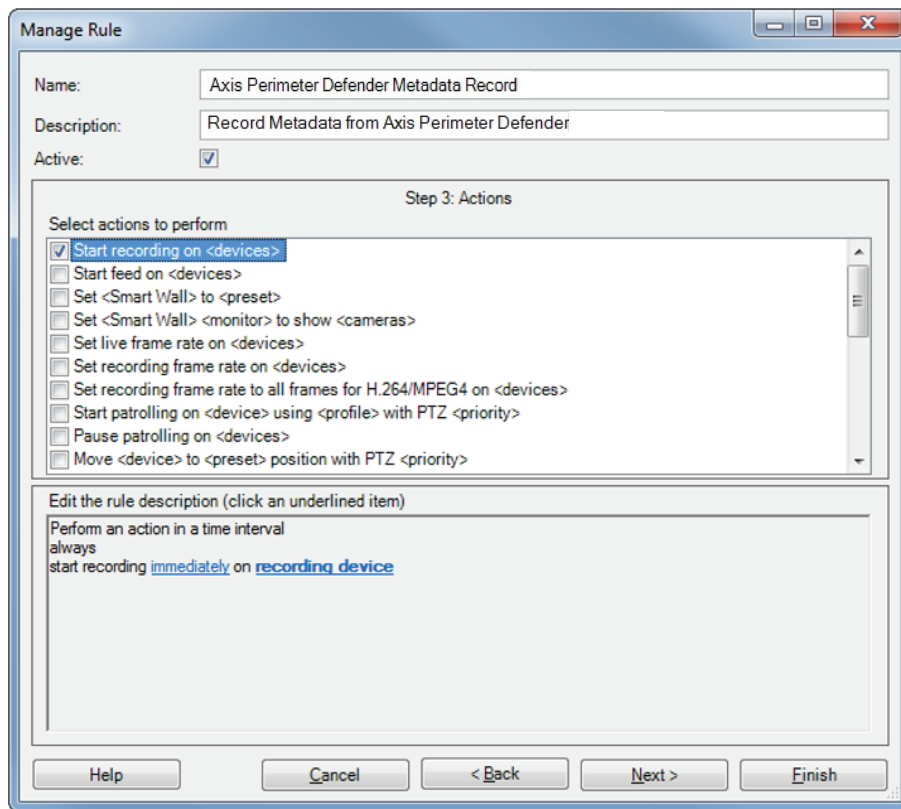 Manage Rule
Name:
Axis Perimeter Defender Metadata Record
Description:
Record Metadata from Axis Perimeter Defender
Active:
Step 3: Actions
Select actions to perform
Start recording on <devices>
Start feed on <devices>
Set <Smart Wall> to <preset>
Set <Smart Wall> <monitor> to show <cameras>
Set live frame rate on <devices>
Set recording frame rate on <devices>
Set recording frame rate to all frames for H.264/MPEG4 on <devices>
Start patrolling on <device> using <profile> with PTZ <priority>
Pause patrolling on <devices>
Move <device> to <preset> position with PTZ <priority>
Edit the rule description (click an underlined item)
Perform an action in a time interval
always
start recording immediately on recording device
Help
Cancel
< Back
Next >
Finish